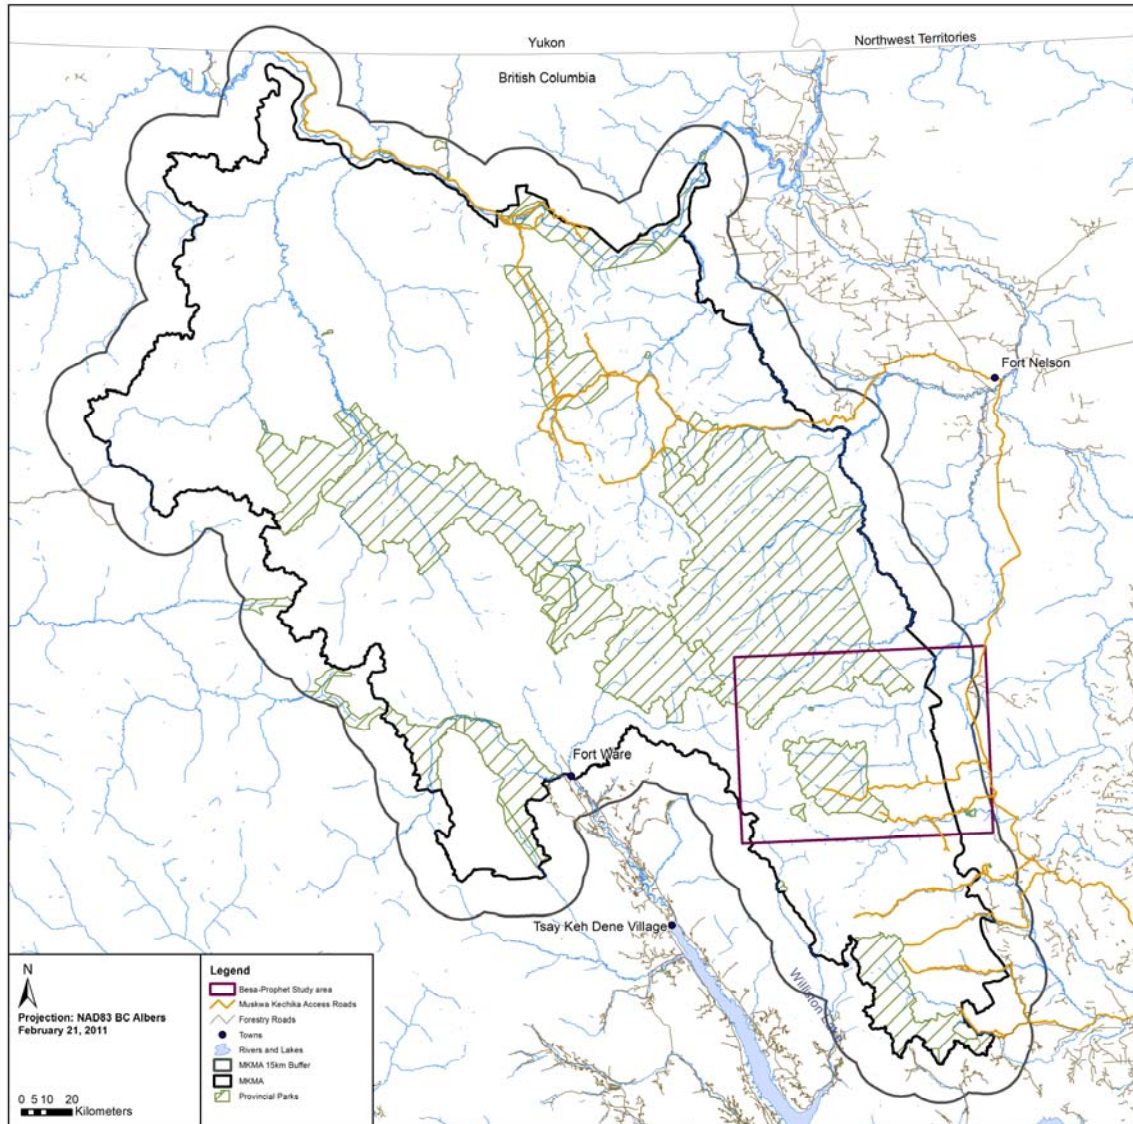 Yukon
Northwest Territories
British Columbia
Fort Nelson
Fort Ware
Tsay Keh Dene Village
Williston
N
Projection: NAD83 BC Albers
February 21, 2011
0 5 10 20
Kilometers
Legend
Besa-Prophet Study area
Muskwa Kechika Access Roads
Forestry Roads
Towns
Rivers and Lakes
MKMA 15km Buffer
MKMA
Provincial Parks